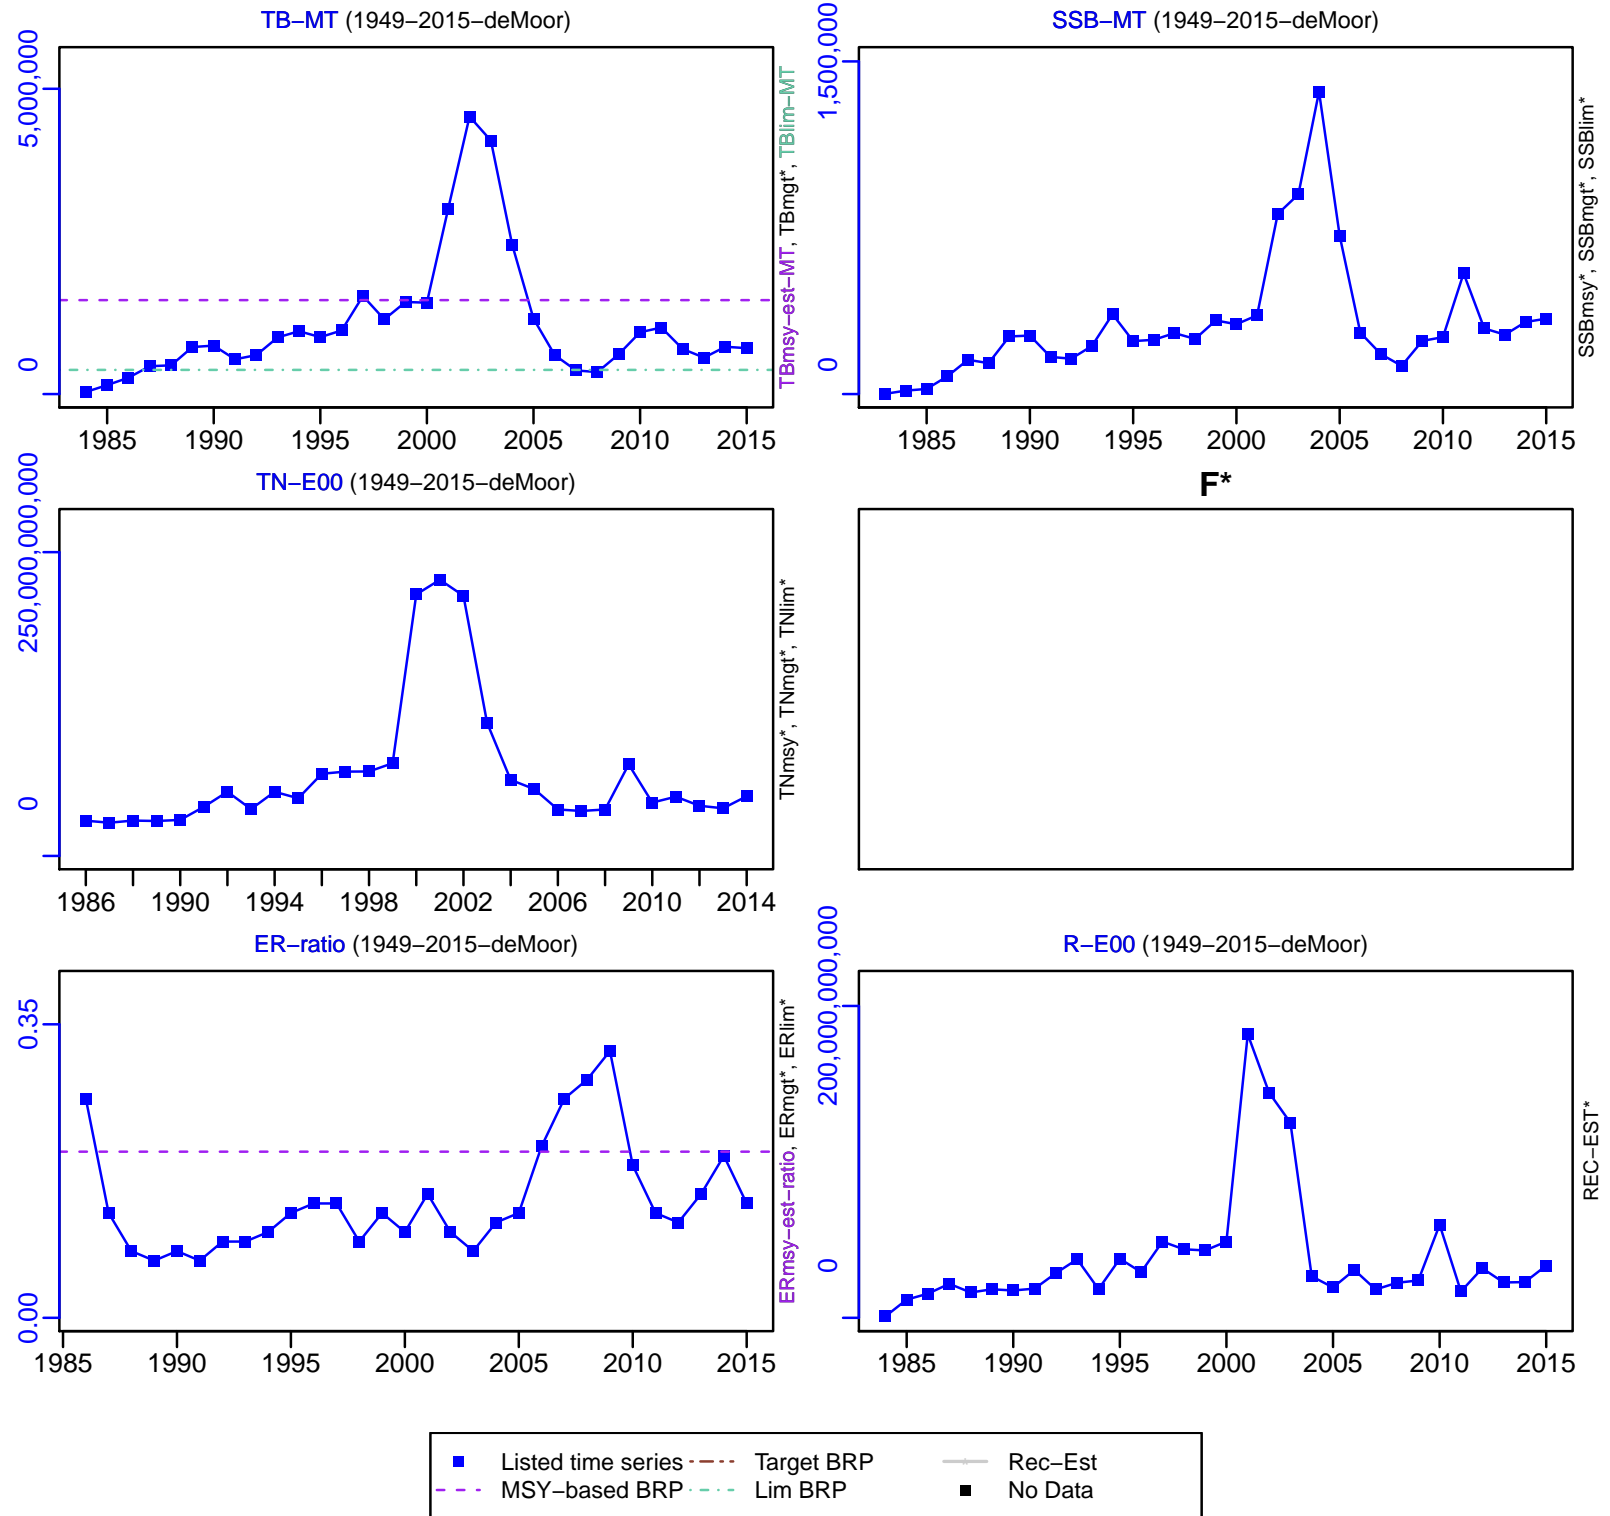 TB−MT (1949−2015−deMoor)
5,000,000
0
1985 1990 1995 2000 2005 2010 2015
TBmsy−est−MT, TBmgt*, TBlim−MT
SSB−MT (1949−2015−deMoor)
1,500,000
0
1985 1990 1995 2000 2005 2010 2015
SSBmsy*, SSBmgt*, SSBlim*
TN−E00 (1949−2015−deMoor)
250,000,000,000
0
1986 1990 1994 1998 2002 2006 2010 2014
TNmsy*, TNmgt*, TNlim*
F*
ER−ratio (1949−2015−deMoor)
0.35
0.00
1985 1990 1995 2000 2005 2010 2015
ERmsy−est−ratio, ERmgt*, ERlim*
R−E00 (1949−2015−deMoor)
200,000,000,000
0
1985 1990 1995 2000 2005 2010 2015
REC−EST*
Listed time series Target BRP Rec−Est
MSY−based BRP Lim BRP No Data